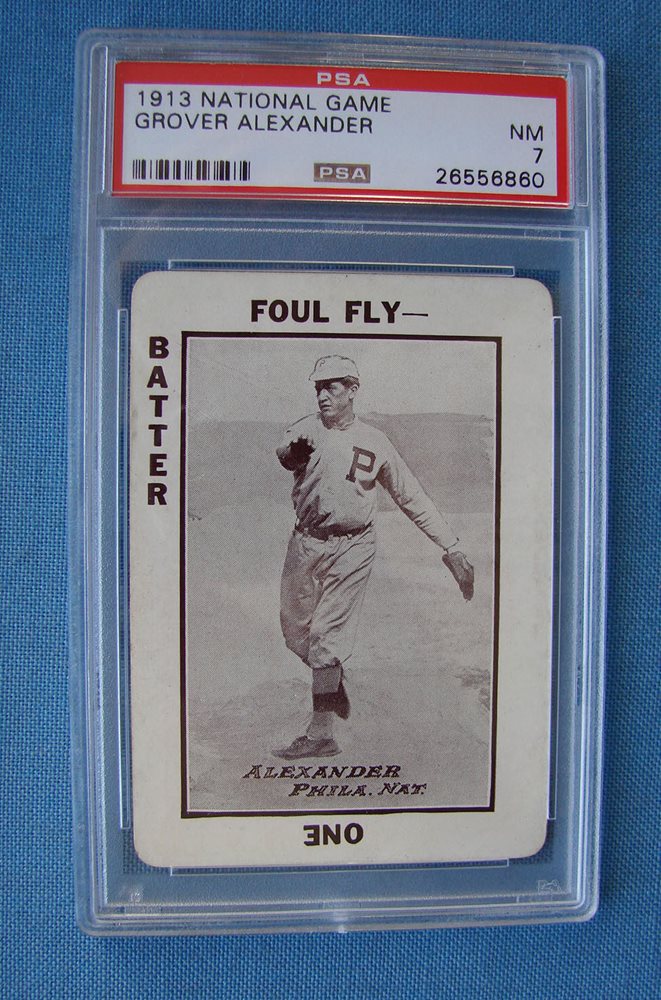 PSA
1913 NATIONAL GAME
GROVER ALEXANDER
NM
7
PSA
26556860
FOUL FLY—
BATTER
P
P
ALEXANDER
PHILA. NAT.
ONE